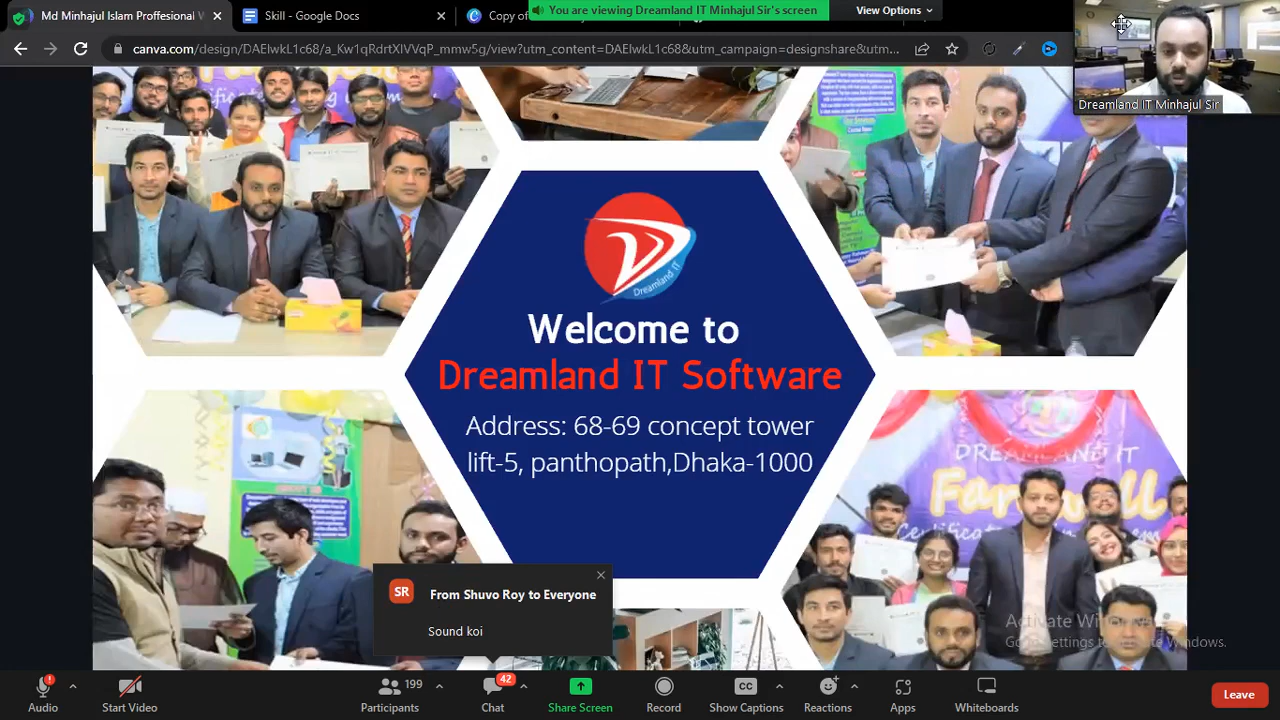 Md Minhajul Islam Proffesional V
Skill - Google Docs
Copy of
You are viewing Dreamland IT Minhajul Sir's screen
View Options
canva.com/design/DAElwkL1c68/a_Kw1qRdrtXIVVqP_mnw5g/view?utm_content=DAElwkL1c68&utm_campaign=designshare&utm...
Dreamland IT Minhajul Sir
Dreamland IT
Welcome to
Dreamland IT Software
Address: 68-69 concept tower
lift-5, panthopath,Dhaka-1000
DREAMLAND IT
From Shuvo Roy to Everyone
SR
Sound koi
Activate Win
Go to Settings to activate Windows.
199
42
CC
Audio
Start Video
Participants
Chat
Share Screen
Record
Show Captions
Reactions
Apps
Whiteboards
Leave